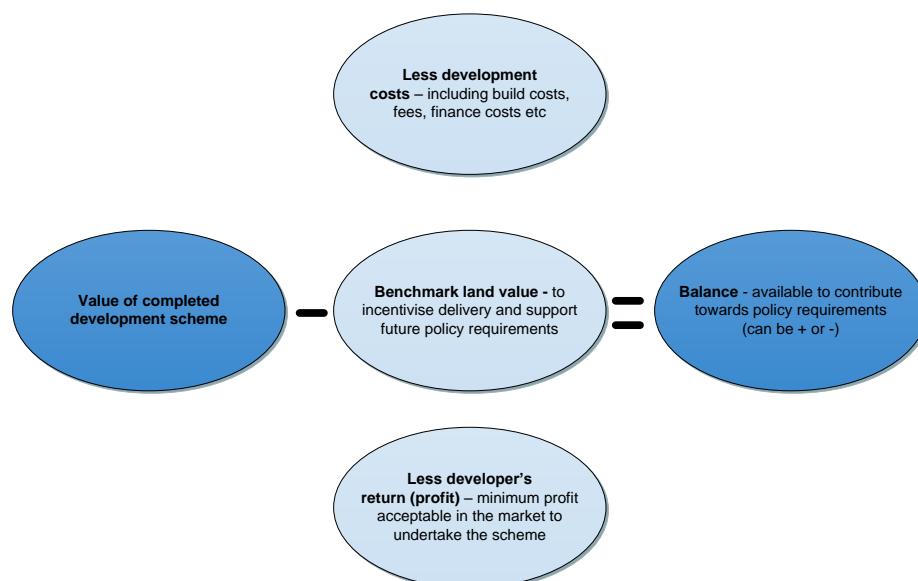 Less development
costs – including build costs,
fees, finance costs etc
Value of completed
development scheme
Benchmark land value - to
incentivise delivery and support
future policy requirements
Balance - available to contribute
towards policy requirements
(can be + or -)
Less developer’s
return (profit) – minimum profit
acceptable in the market to
undertake the scheme